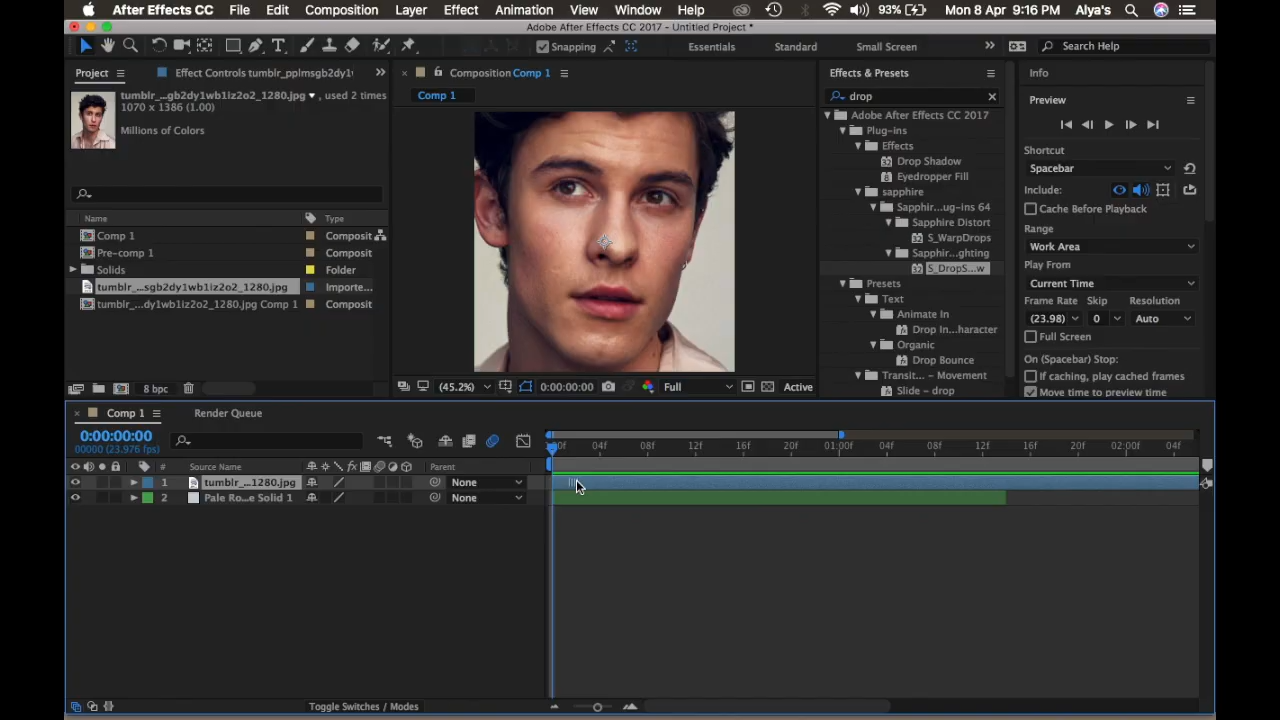 After Effects CC File Edit Composition Layer Effect Animation View Window Help 93% Mon 8 Apr 9:16 PM Alya's
Adobe After Effects CC 2017 - Untitled Project *
Snapping Essentials Standard Small Screen Search Help
Project Effect Controls tumblr_pplmsgb2dy1
tumblr_...gb2dy1wb1iz2o2_1280.jpg , used 2 times
1070 x 1386 (1.00)
Millions of Colors
Name Type
Comp 1 Composit
Pre-comp 1 Composit
Solids Folder
tumblr_...sgb2dy1wb1iz2o2_1280.jpg Importe...
tumblr_...dy1wb1iz2o2_1280.jpg Comp 1 Composit
8 bpc
Composition Comp 1
Comp 1
(45.2%) 0:00:00:00 Full Active
Effects & Presets
drop
Adobe After Effects CC 2017
Plug-ins
Effects
Drop Shadow
Eyedropper Fill
sapphire
Sapphir...ug-ins 64
Sapphire Distort
S_WarpDrops
Sapphir...ghting
S_DropS...w
Presets
Text
Animate In
Drop In...haracter
Organic
Drop Bounce
Transit... – Movement
Slide - drop
Info
Preview
Shortcut
Spacebar
Include:
Cache Before Playback
Range
Work Area
Play From
Current Time
Frame Rate Skip Resolution
(23.98) 0 Auto
Full Screen
On (Spacebar) Stop:
If caching, play cached frames
Move time to preview time
Comp 1 Render Queue
0:00:00:00
00000 (23.976 fps)
04f 08f 12f 16f 20f 01:00f 04f 08f 12f 16f 20f 02:00f 04f
# Source Name Parent
1 tumblr_...1280.jpg None
2 Pale Ro...e Solid 1 None
Toggle Switches / Modes